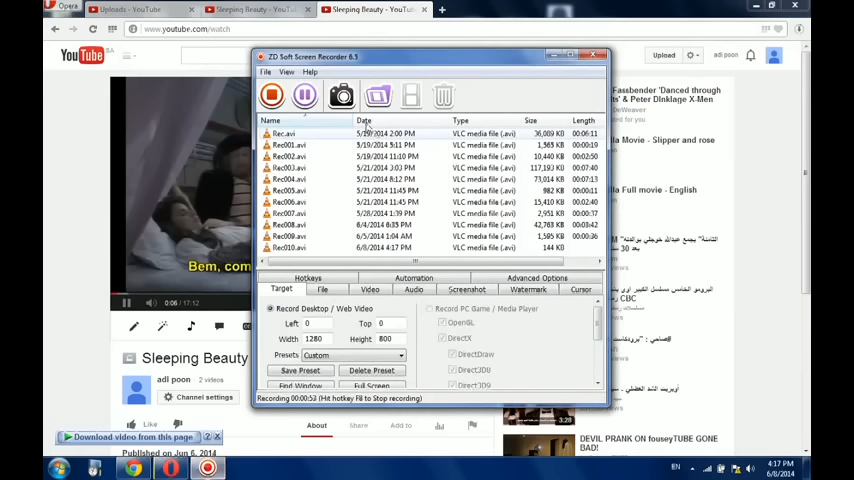 Opera
Uploads - YouTube
Sleeping Beauty - YouTube
Sleeping Beauty - YouTube
www.youtube.com/watch
YouTube
Upload
adi poon
Fassbender 'Danced through
& Peter Dinklage X-Men
Movie - Slipper and rose
Full movie - English
CBC
DEVIL PRANK ON fouseyTUBE GONE
BAD!
3:28
Bem, com
0:06 / 17:12
Sleeping Beauty
adi poon 2 videos
Channel settings
Like
About
Share
Add to
Published on Jun 6, 2014
Download video from this page
ZD Soft Screen Recorder 6.5
File View Help
Name Date Type Size Length
Rec.avi 5/19/2014 2:00 PM VLC media file (.avi) 36,089 KB 00:06:11
Rec001.avi 5/19/2014 5:11 PM VLC media file (.avi) 1,565 KB 00:00:19
Rec002.avi 5/19/2014 11:10 PM VLC media file (.avi) 10,440 KB 00:02:50
Rec003.avi 5/21/2014 3:03 PM VLC media file (.avi) 117,193 KB 00:07:40
Rec004.avi 5/21/2014 8:12 PM VLC media file (.avi) 73,014 KB 00:07:13
Rec005.avi 5/21/2014 11:45 PM VLC media file (.avi) 982 KB 00:00:11
Rec006.avi 5/21/2014 11:45 PM VLC media file (.avi) 15,410 KB 00:02:40
Rec007.avi 5/28/2014 1:39 PM VLC media file (.avi) 2,951 KB 00:00:37
Rec008.avi 6/4/2014 6:35 PM VLC media file (.avi) 42,763 KB 00:03:42
Rec009.avi 6/5/2014 1:04 AM VLC media file (.avi) 1,595 KB 00:00:36
Rec010.avi 6/8/2014 4:17 PM VLC media file (.avi) 144 KB
Hotkeys Automation Advanced Options
Target File Video Audio Screenshot Watermark Cursor
Record Desktop / Web Video
Left 0 Top 0
Width 1280 Height 800
Presets Custom
Save Preset Delete Preset
Find Window Full Screen
Record PC Game / Media Player
OpenGL
DirectX
DirectDraw
DirectJD8
DirectJD9
Recording 00:00:53 (Hit hotkey F8 to Stop recording)
EN
4:17 PM
6/8/2014